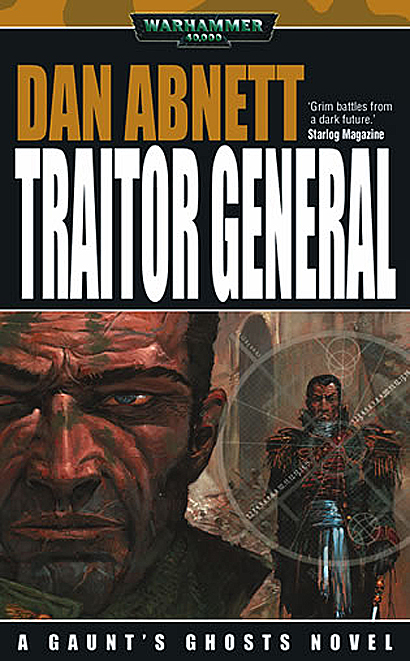 WARHAMMER
40,000
DAN ABNETT
'Grim battles from
a dark future.'
Starlog Magazine
TRAITOR GENERAL
A GAUNT'S GHOSTS NOVEL